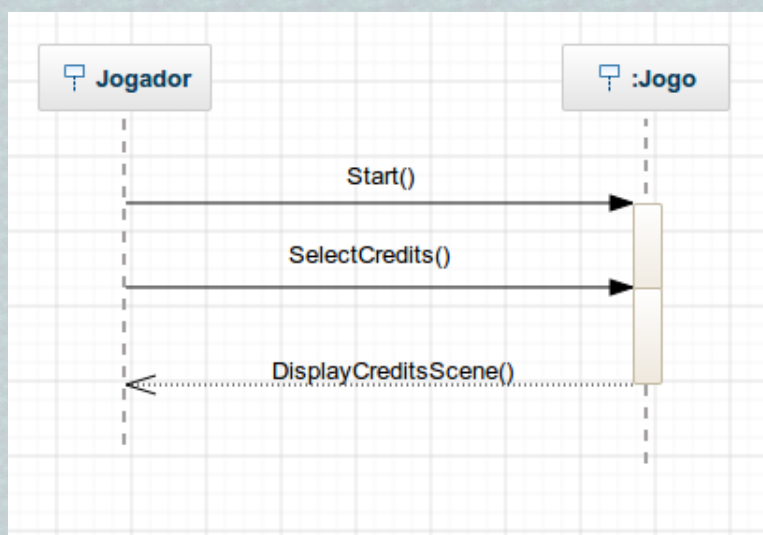 Jogador
:Jogo
Start()
SelectCredits()
DisplayCreditsScene()